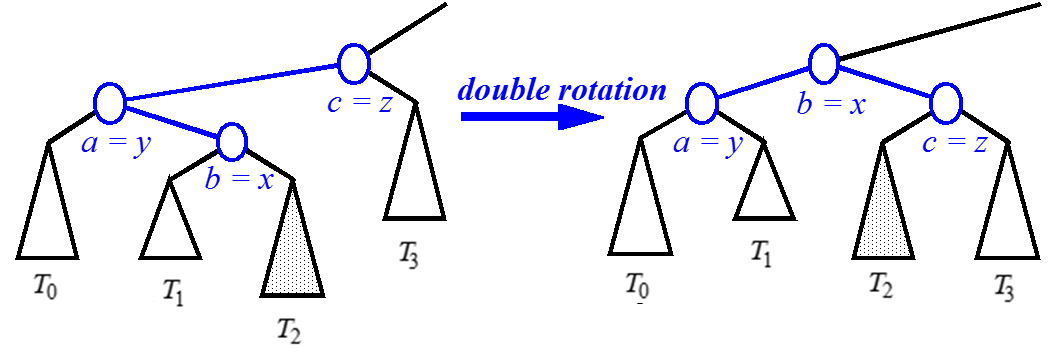 c = z
double rotation
b = x
a = y
a = y
c = z
b = x
T3
T1
T0
T1
T0
T2
T3
T2